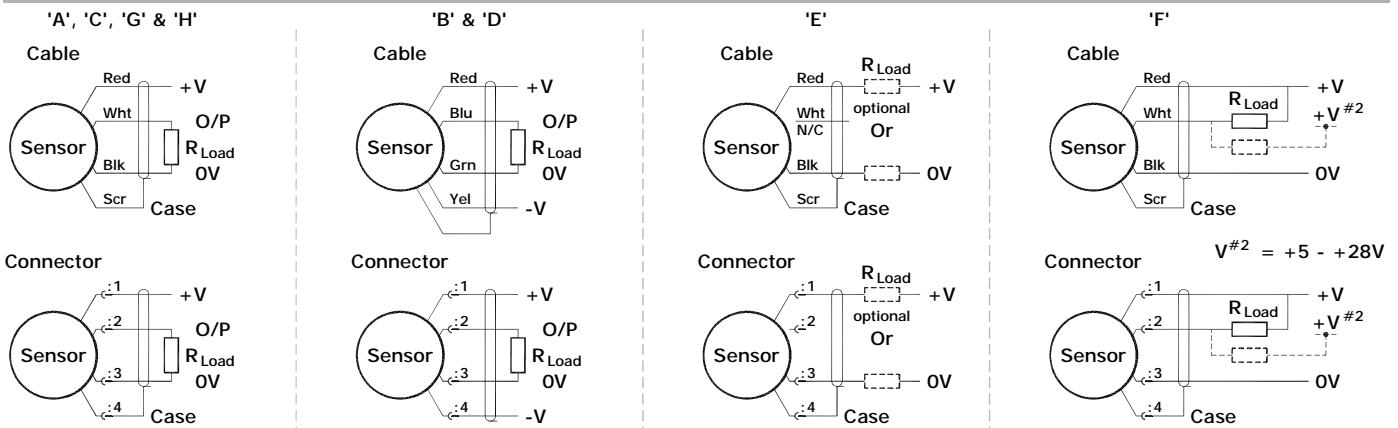 'A', 'C', 'G' & 'H'
Cable
Red
+V
Wht
O/P
Sensor
R Load
Blk
0V
Scr
Case
Connector
:1
+V
:2
O/P
Sensor
R Load
:3
0V
:4
Case
'B' & 'D'
Cable
Red
+V
Blu
O/P
Sensor
R Load
Grn
0V
Yel
-V
Connector
:1
+V
:2
O/P
Sensor
R Load
:3
0V
:4
-V
'E'
Cable
R Load
Red
+V
optional
Wht
N/C
Or
Sensor
Blk
0V
Scr
Case
Connector
R Load
:1
+V
optional
:2
Or
Sensor
:3
0V
:4
Case
'F'
Cable
Red
+V
R Load
+V #2
Wht
Sensor
Blk
0V
Scr
Case
V #2 = +5 - +28V
Connector
:1
+V
R Load
+V #2
:2
Sensor
:3
0V
:4
Case